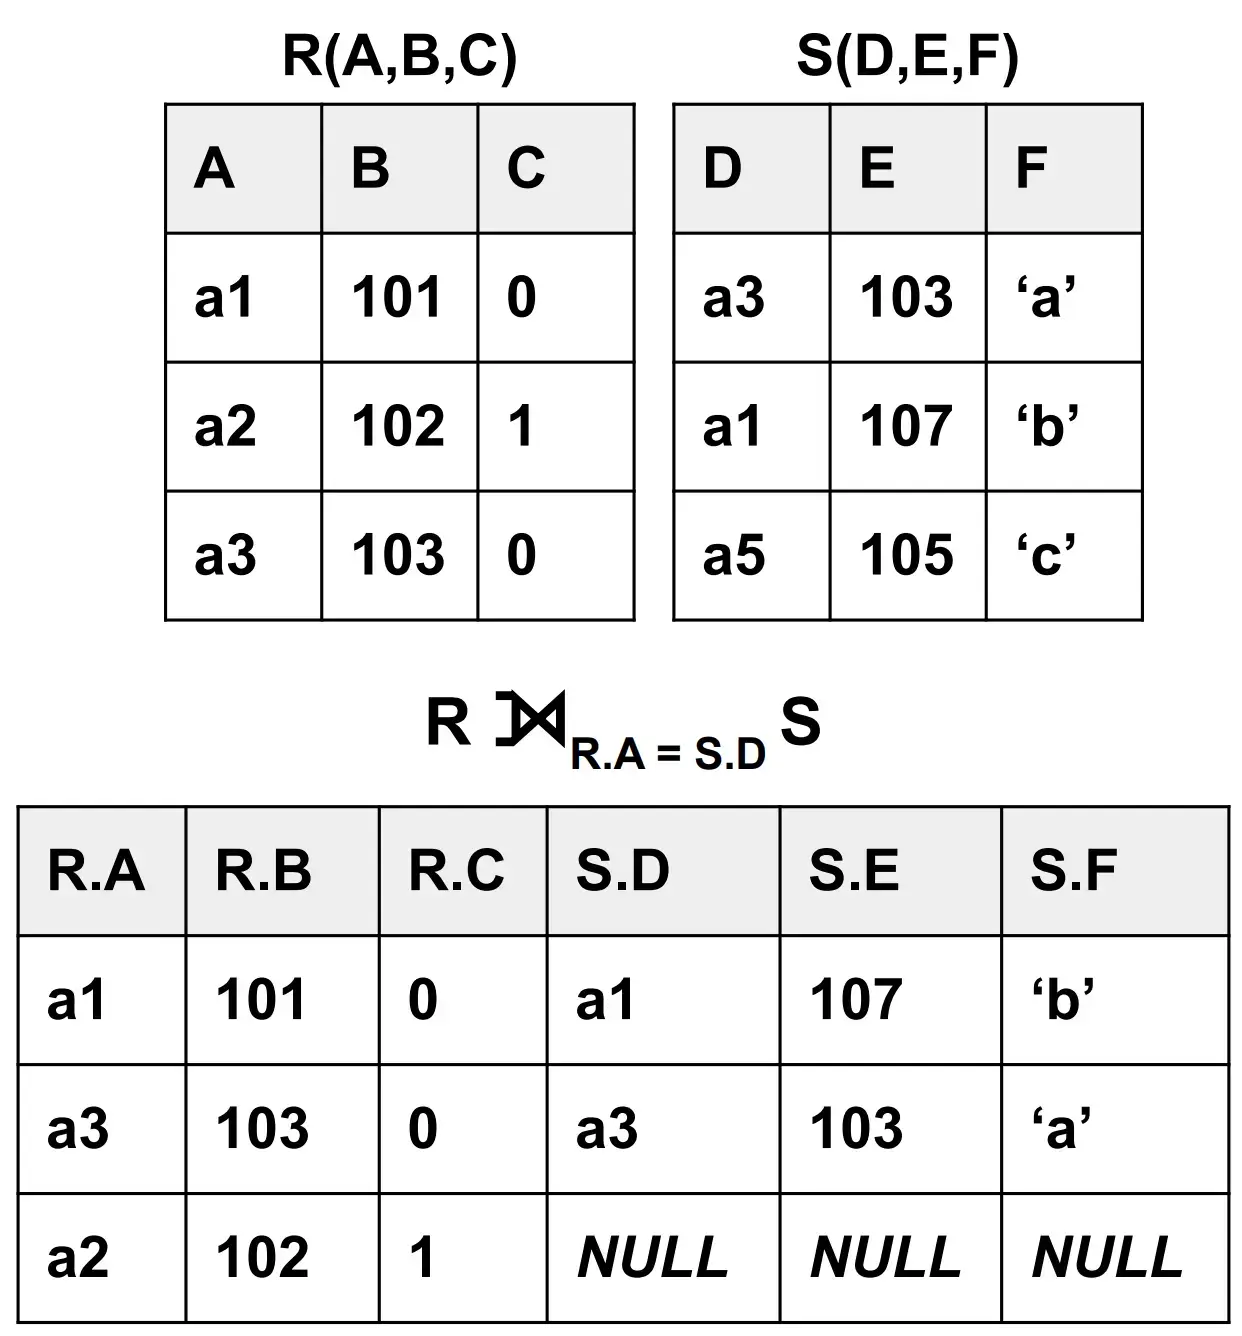 R(A,B,C) S(D,E,F)
A B C D E F
a1 101 0 a3 103 ‘a’
a2 102 1 a1 107 ‘b’
a3 103 0 a5 105 ‘c’
R ⟕ R.A = S.D S
R.A R.B R.C S.D S.E S.F
a1 101 0 a1 107 ‘b’
a3 103 0 a3 103 ‘a’
a2 102 1 NULL NULL NULL